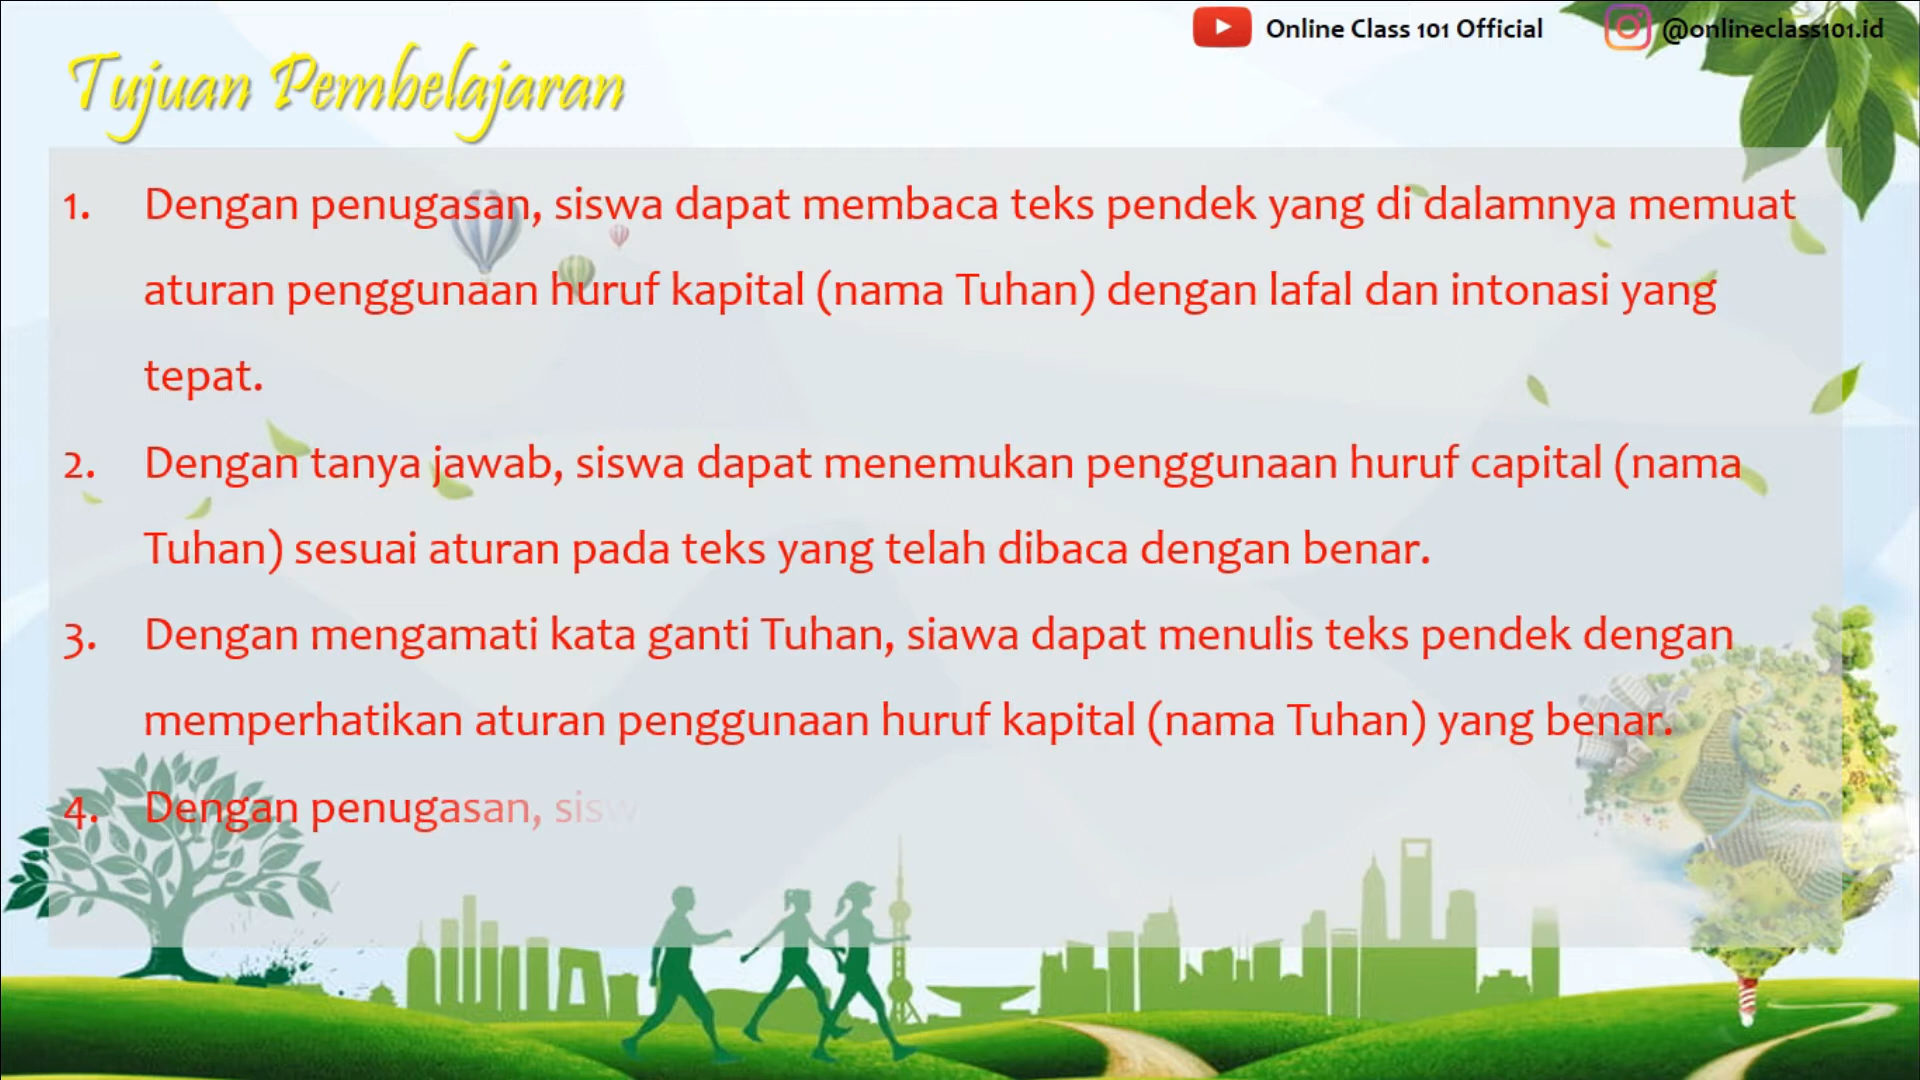 Online Class 101 Official
@onlineclass101.id
Tujuan Pembelajaran
1. Dengan penugasan, siswa dapat membaca teks pendek yang di dalamnya memuat
aturan penggunaan huruf kapital (nama Tuhan) dengan lafal dan intonasi yang
tepat.
2. Dengan tanya jawab, siswa dapat menemukan penggunaan huruf capital (nama
Tuhan) sesuai aturan pada teks yang telah dibaca dengan benar.
3. Dengan mengamati kata ganti Tuhan, siawa dapat menulis teks pendek dengan
memperhatikan aturan penggunaan huruf kapital (nama Tuhan) yang benar.
4. Dengan penugasan, sisw